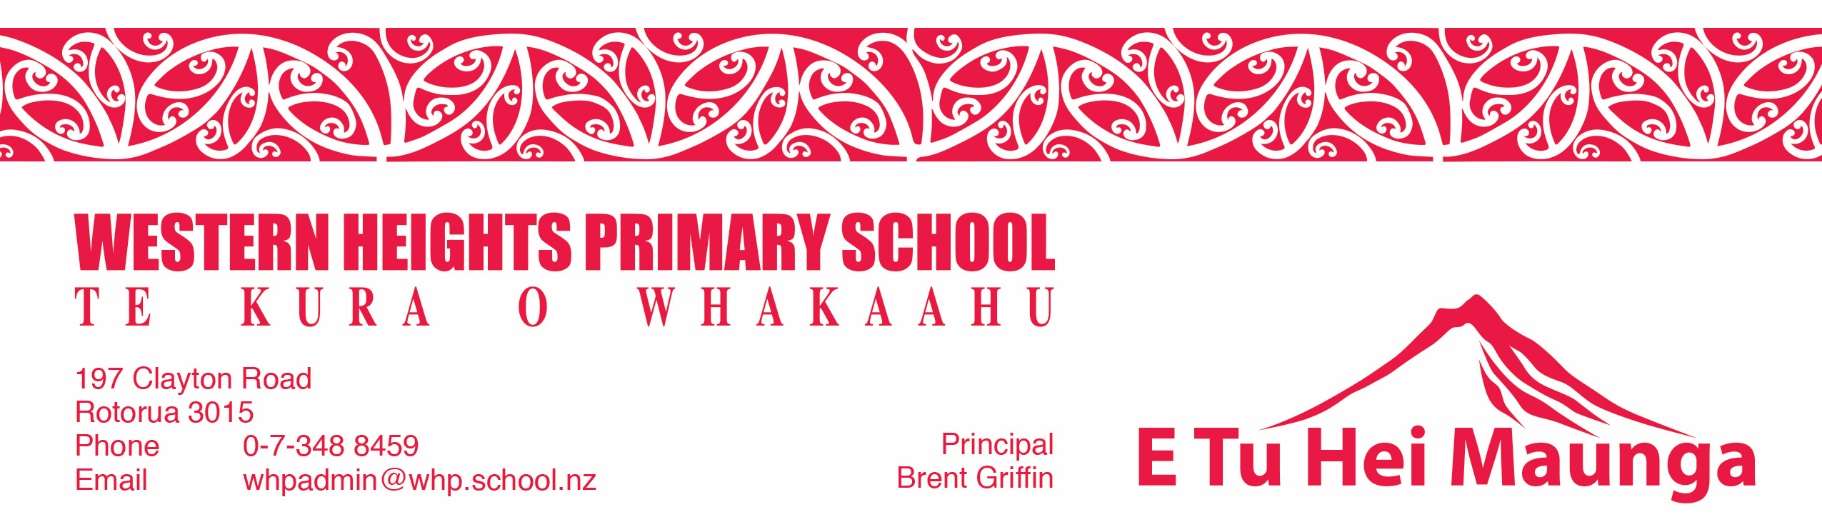 WESTERN HEIGHTS PRIMARY SCHOOL
TE KURA O WHAKAAHU
197 Clayton Road
Rotorua 3015
Phone 0-7-348 8459
Email whpadmin@whp.school.nz
Principal
Brent Griffin
E Tu Hei Maunga